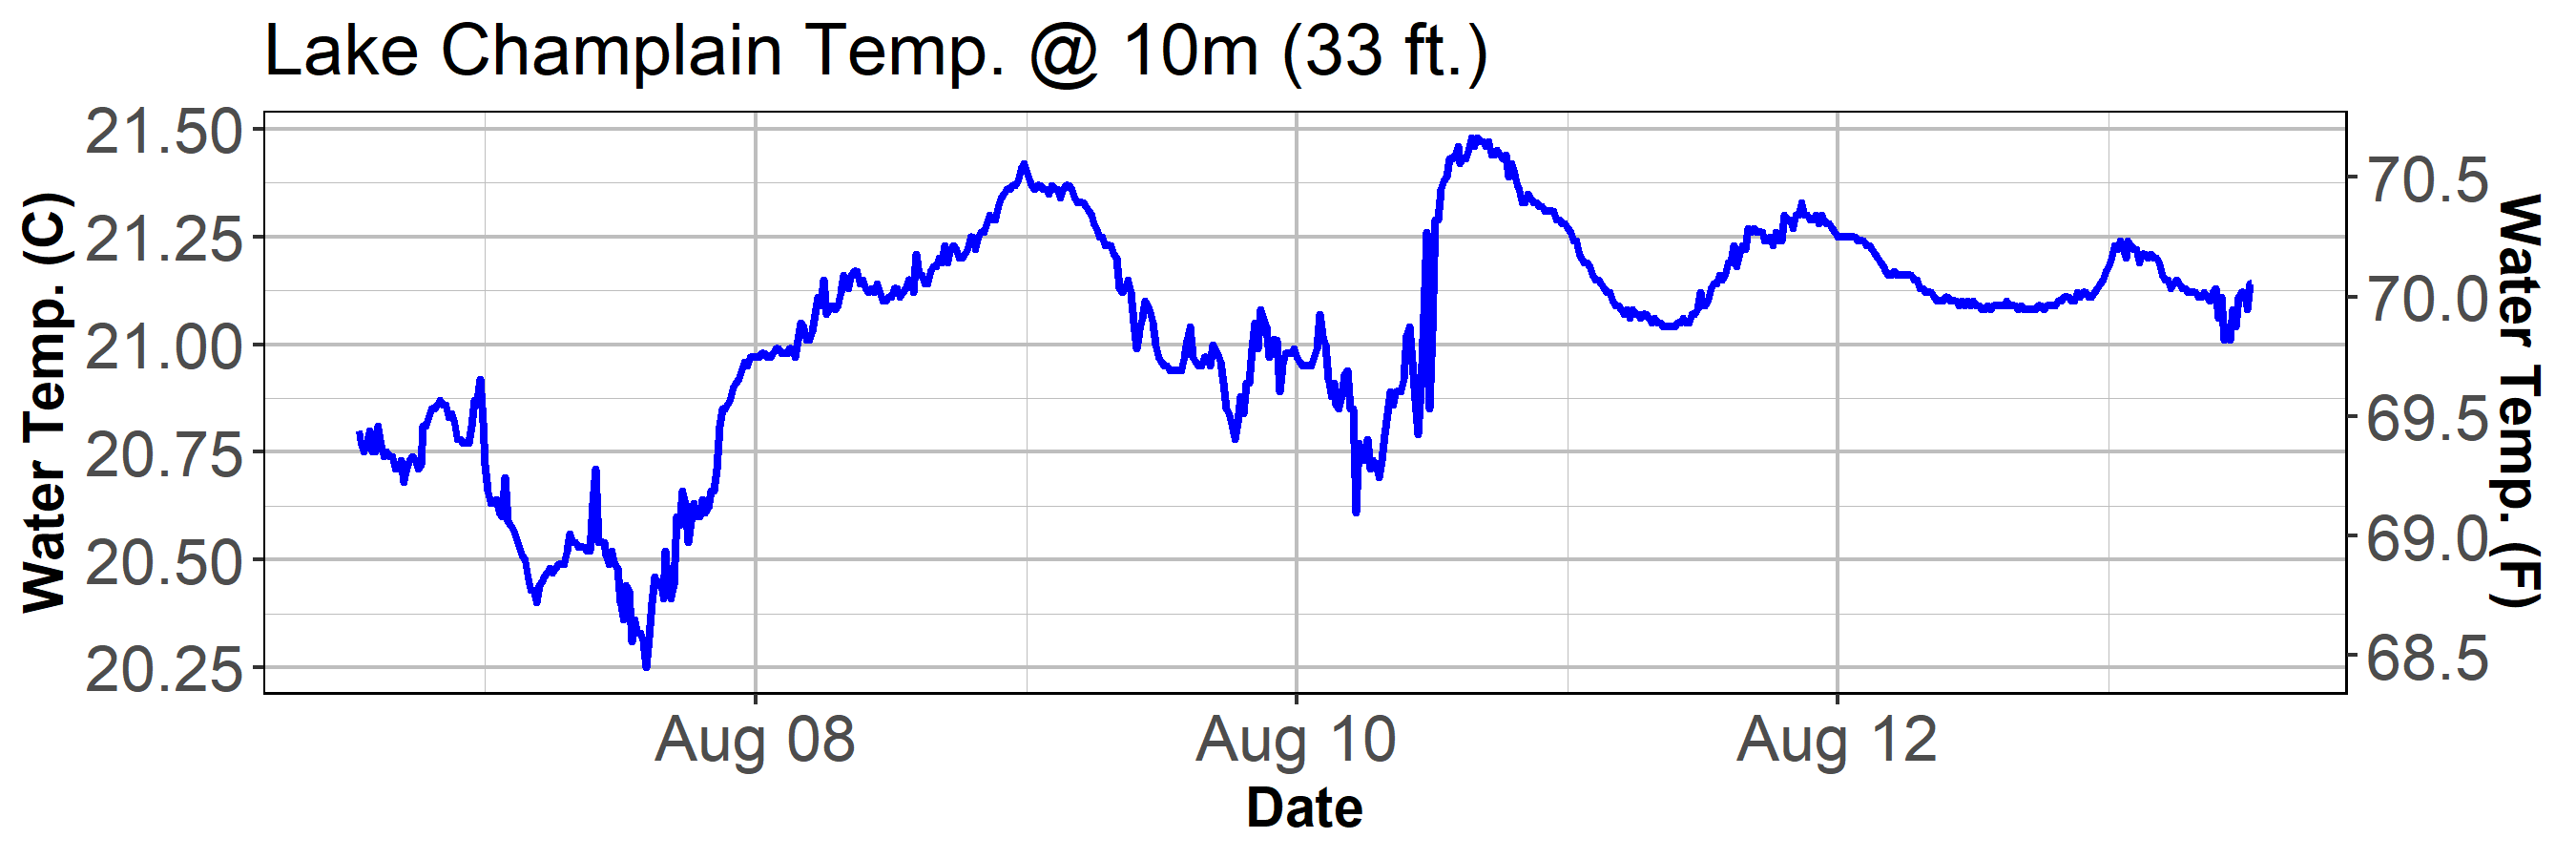 Lake Champlain Temp. @ 10m (33 ft.)
Water Temp. (C)
21.50
21.25
21.00
20.75
20.50
20.25
70.5
70.0
69.5
69.0
68.5
Water Temp. (F)
Aug 08
Aug 10
Aug 12
Date